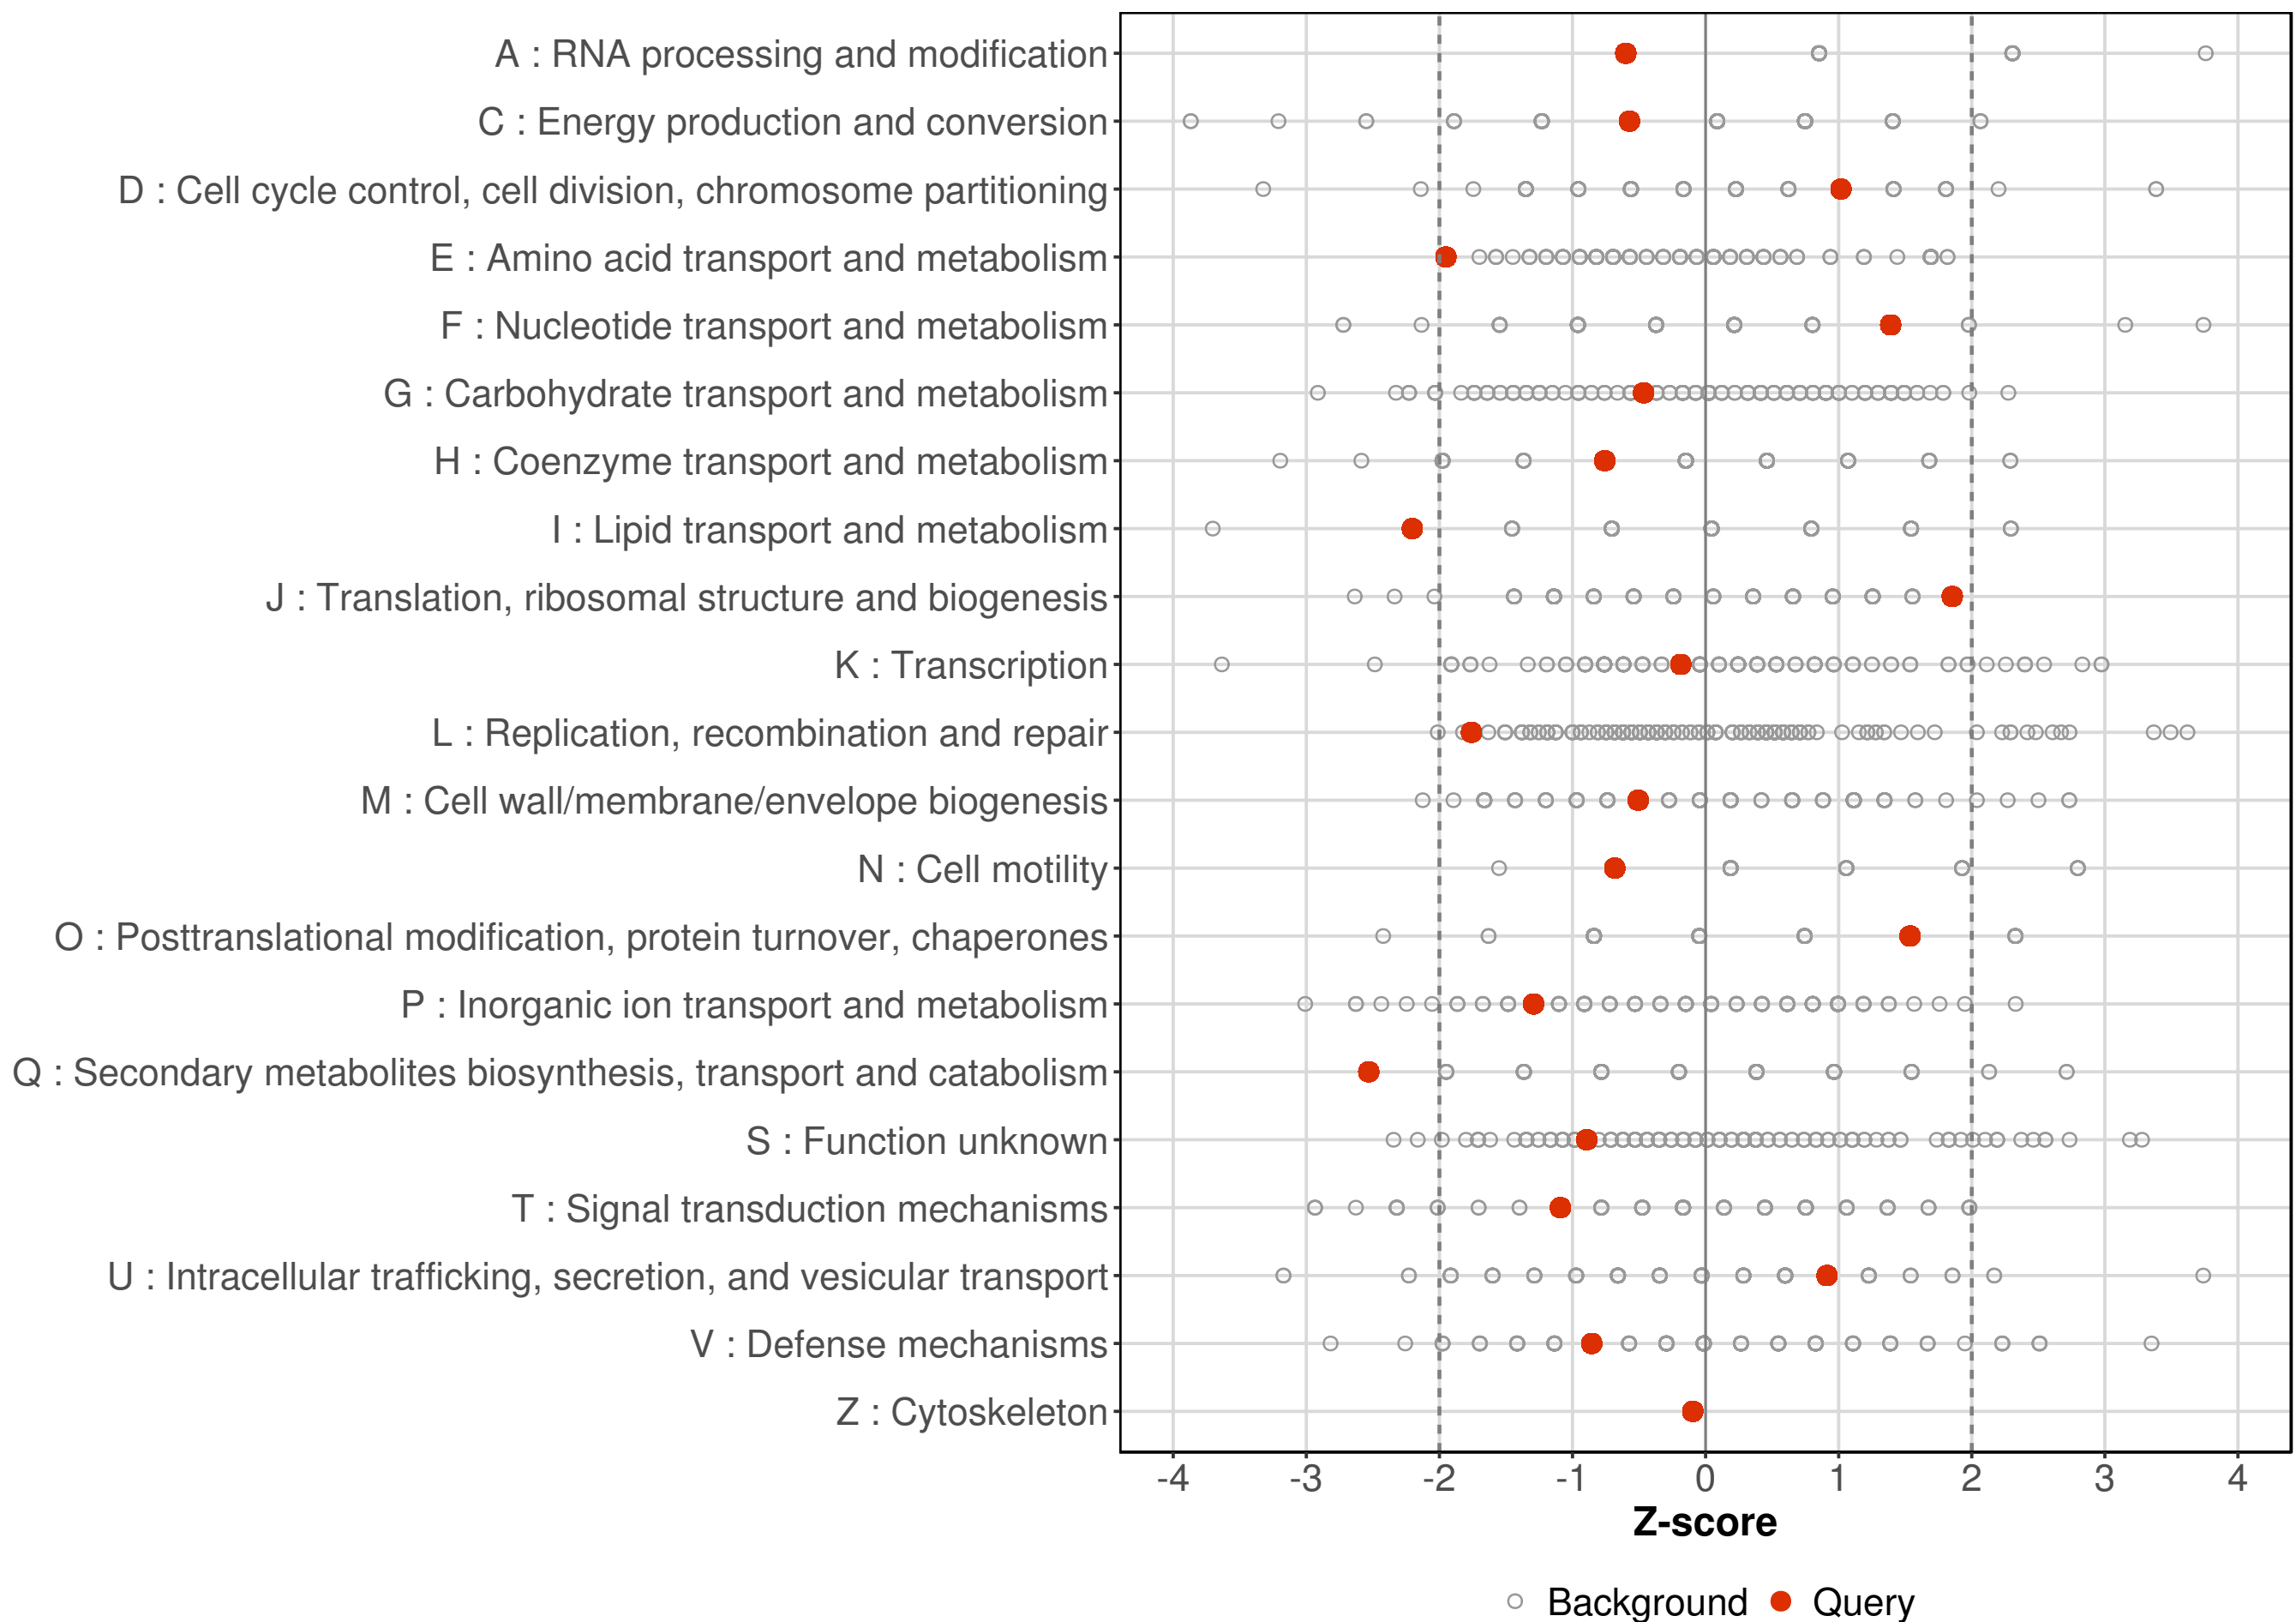 A : RNA processing and modification
C : Energy production and conversion
D : Cell cycle control, cell division, chromosome partitioning
E : Amino acid transport and metabolism
F : Nucleotide transport and metabolism
G : Carbohydrate transport and metabolism
H : Coenzyme transport and metabolism
I : Lipid transport and metabolism
J : Translation, ribosomal structure and biogenesis
K : Transcription
L : Replication, recombination and repair
M : Cell wall/membrane/envelope biogenesis
N : Cell motility
O : Posttranslational modification, protein turnover, chaperones
P : Inorganic ion transport and metabolism
Q : Secondary metabolites biosynthesis, transport and catabolism
S : Function unknown
T : Signal transduction mechanisms
U : Intracellular trafficking, secretion, and vesicular transport
V : Defense mechanisms
Z : Cytoskeleton
-4 -3 -2 -1 0 1 2 3 4
Z-score
Background Query